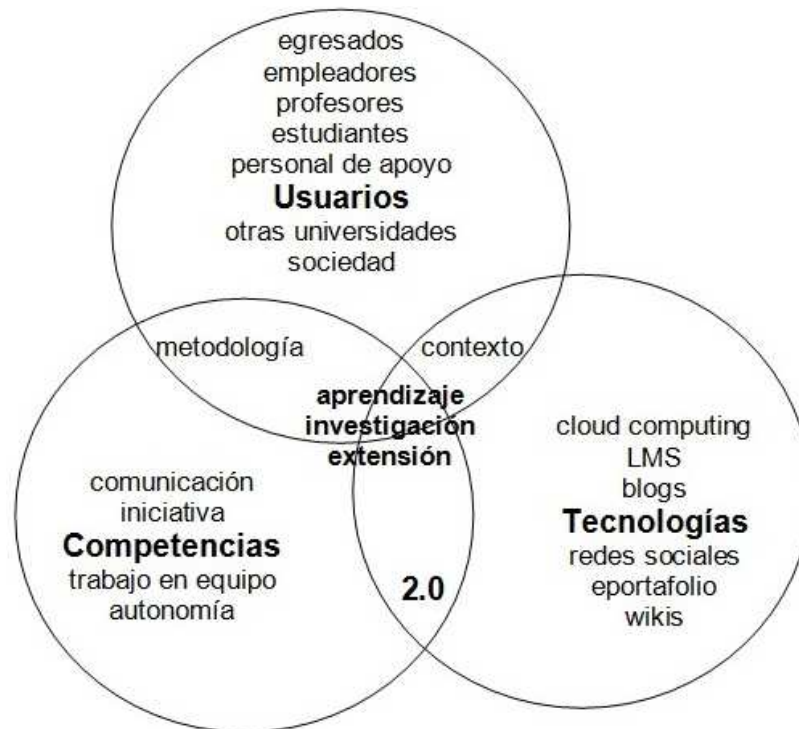 egresados
empleadores
profesores
estudiantes
personal de apoyo
Usuarios
otras universidades
sociedad
metodología
contexto
aprendizaje
investigación
extensión
comunicación
iniciativa
Competencias
trabajo en equipo
autonomía
2.0
cloud computing
LMS
blogs
Tecnologías
redes sociales
eportafolio
wikis